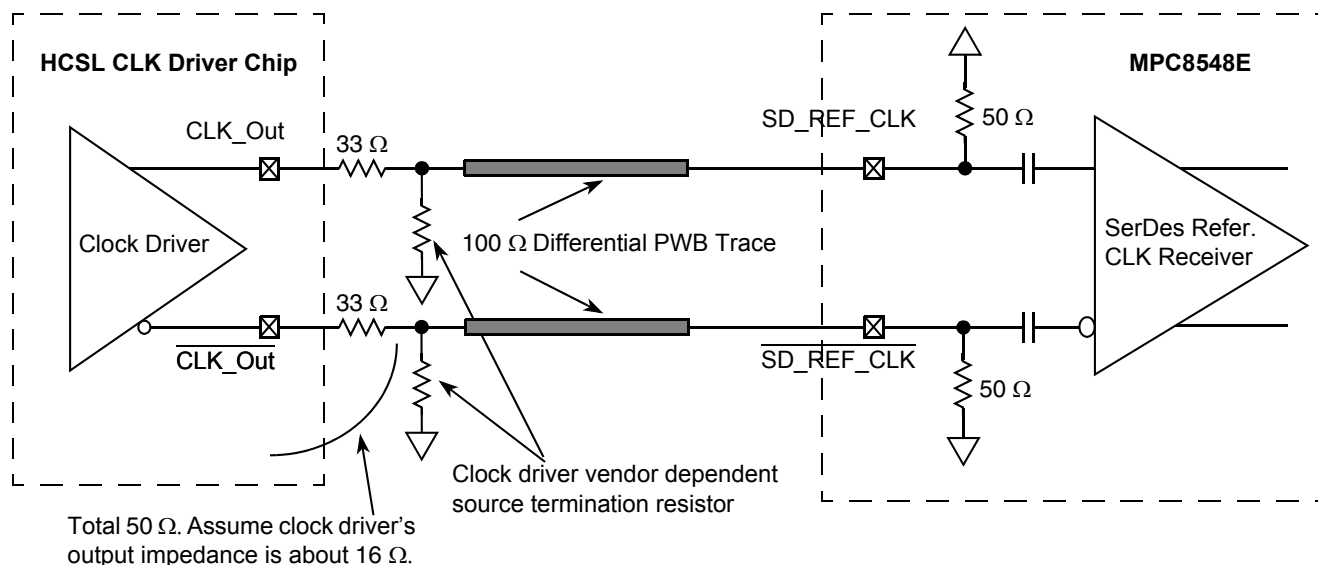 HCSL CLK Driver Chip
MPC8548E
CLK_Out
33 Ω
SD_REF_CLK
50 Ω
Clock Driver
100 Ω Differential PWB Trace
SerDes Refer.
CLK Receiver
33 Ω
CLK_Out
SD_REF_CLK
50 Ω
Clock driver vendor dependent
source termination resistor
Total 50 Ω. Assume clock driver's
output impedance is about 16 Ω.